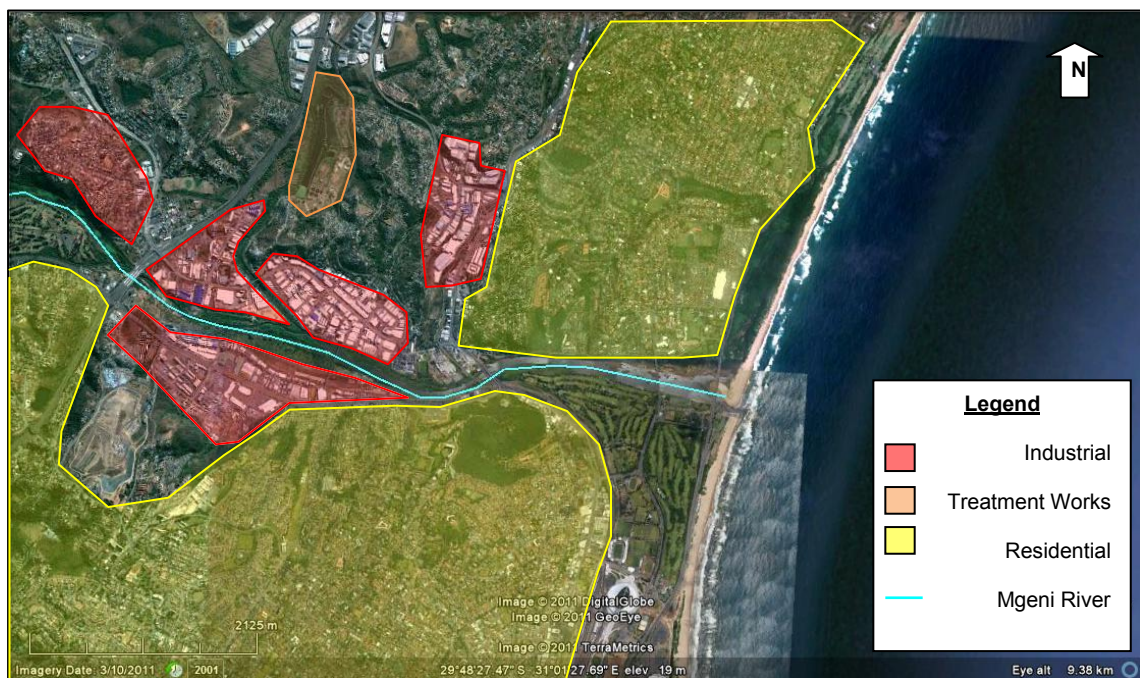 N
Legend
Industrial
Treatment Works
Residential
Mgeni River
Image © 2011 DigitalGlobe
Image © 2011 GeoEye
2125 m
Image © 2011 TerraMetrics
Imagery Date: 3/10/2011 2001 29°48'27.47" S - 31°01'27.69" E elev 19 m Eye alt 9.38 km